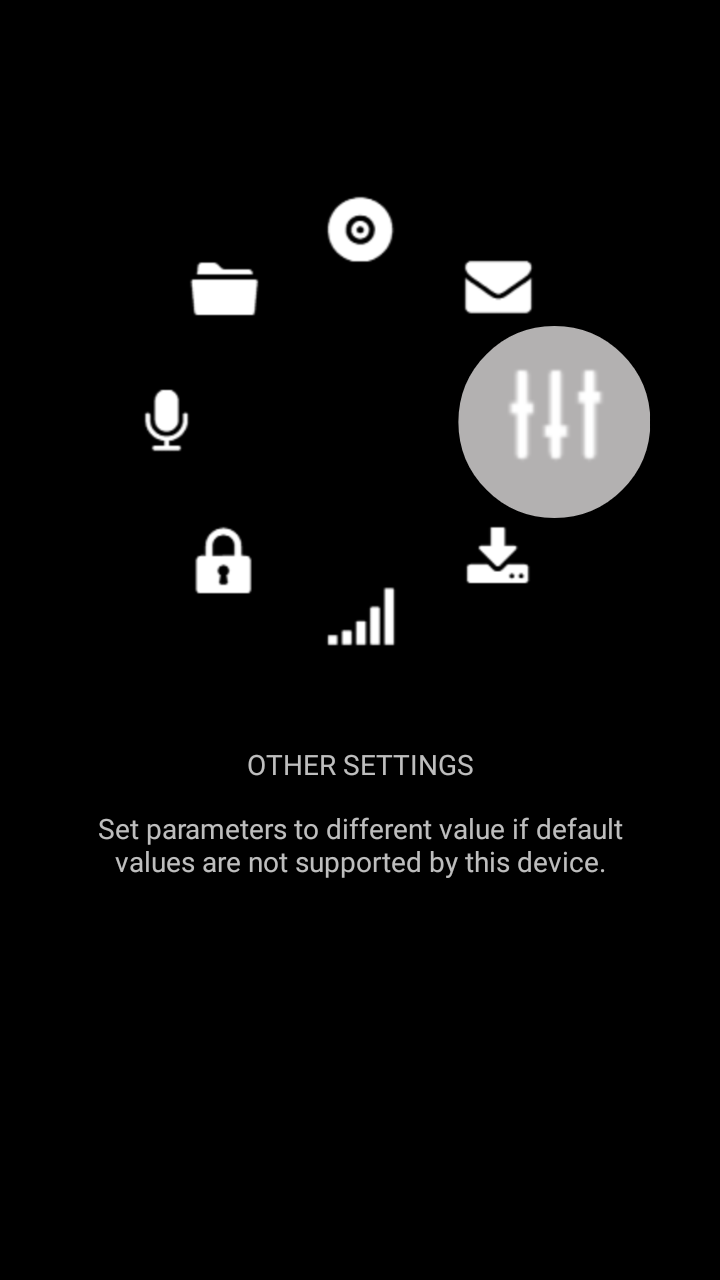 OTHER SETTINGS
Set parameters to different value if default
values are not supported by this device.